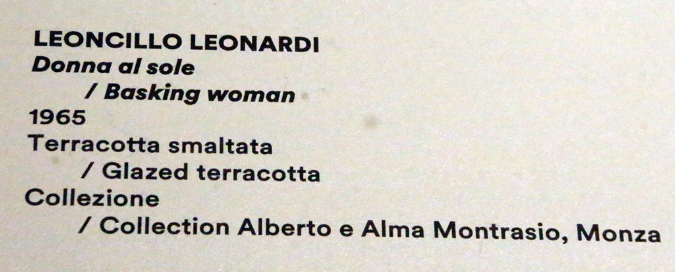 LEONCILLO LEONARDI
Donna al sole
/ Basking woman
1965
Terracotta smaltata
/ Glazed terracotta
Collezione
/ Collection Alberto e Alma Montrasio, Monza